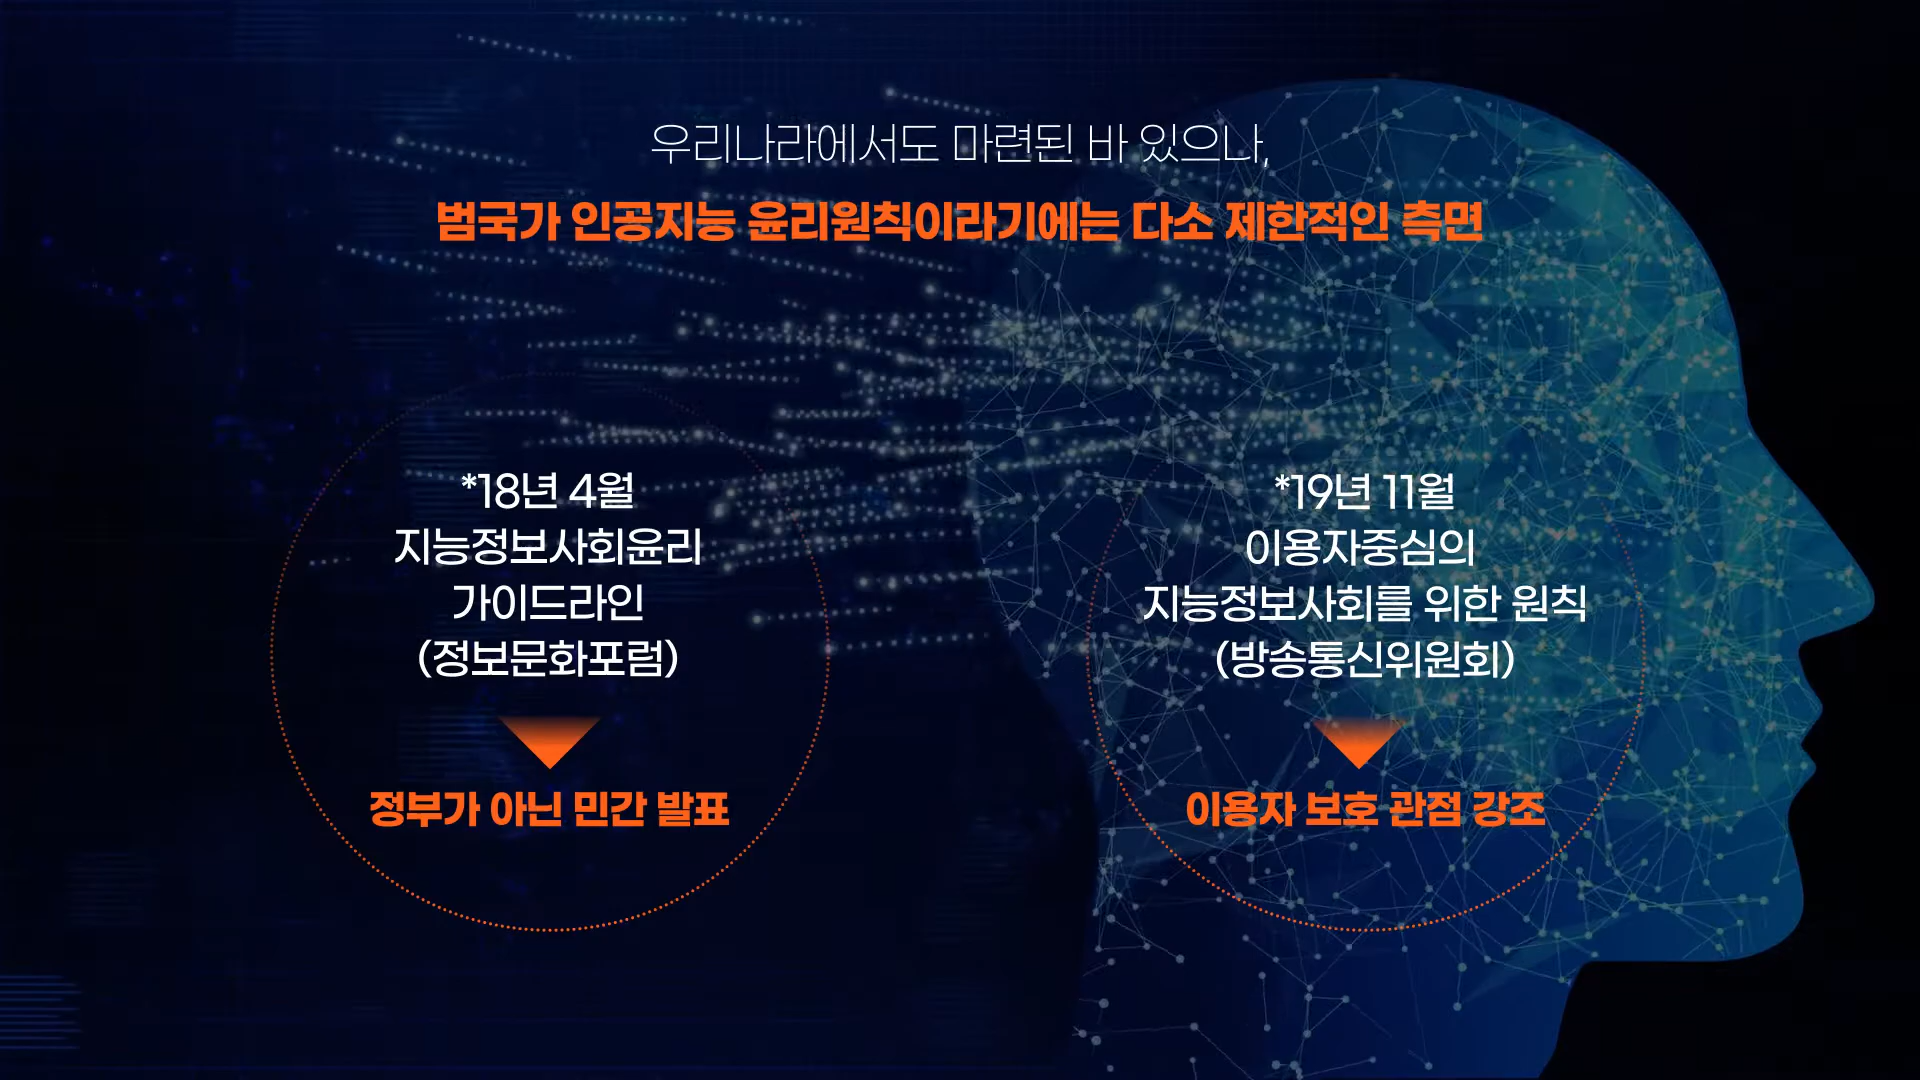 우리나라에서도 마련된 바 있으나,
범국가 인공지능 윤리원칙이라기에는 다소 제한적인 측면
*18년 4월
지능정보사회윤리
가이드라인
(정보문화포럼)
정부가 아닌 민간 발표
*19년 11월
이용자중심의
지능정보사회를 위한 원칙
(방송통신위원회)
이용자 보호 관점 강조